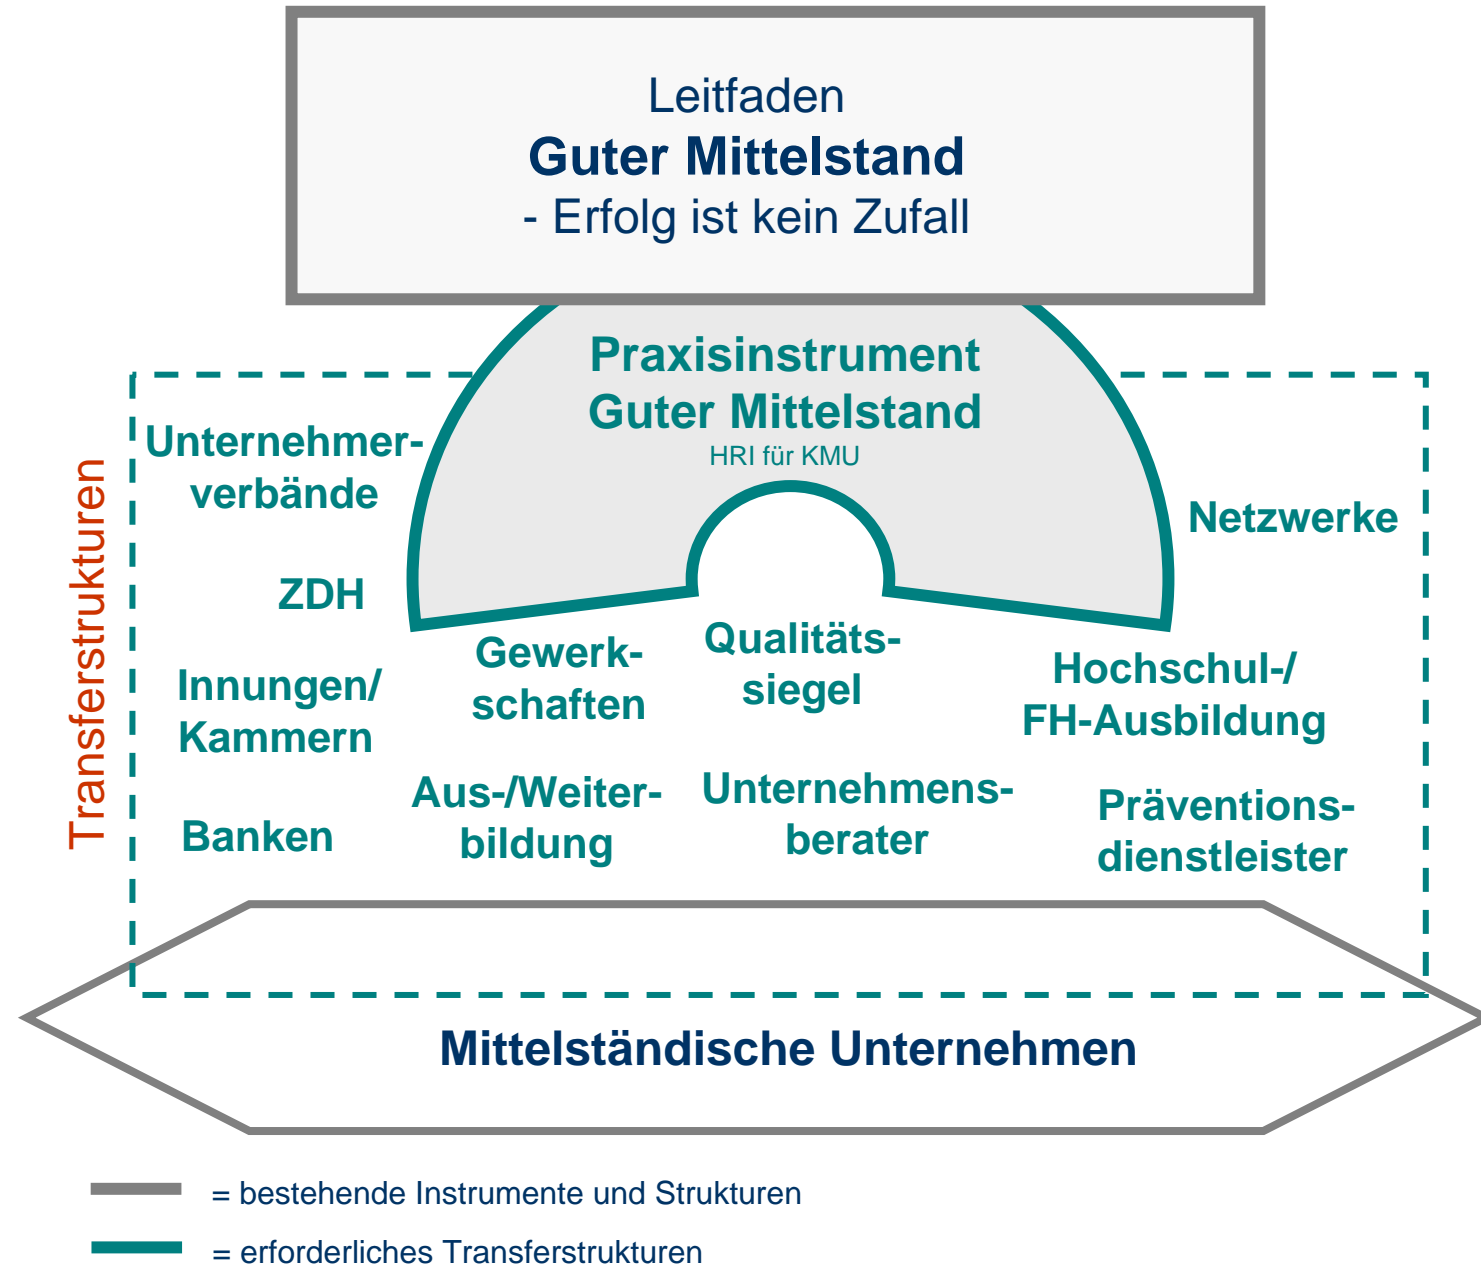 Leitfaden
Guter Mittelstand
- Erfolg ist kein Zufall
Praxisinstrument
Guter Mittelstand
HRI für KMU
Transferstrukturen
Unternehmer-
verbände
Netzwerke
ZDH
Innungen/
Kammern
Gewerk-
schaften
Qualitäts-
siegel
Hochschul-/
FH-Ausbildung
Banken
Aus-/Weiter-
bildung
Unternehmens-
berater
Präventions-
dienstleister
Mittelständische Unternehmen
= bestehende Instrumente und Strukturen
= erforderliches Transferstrukturen